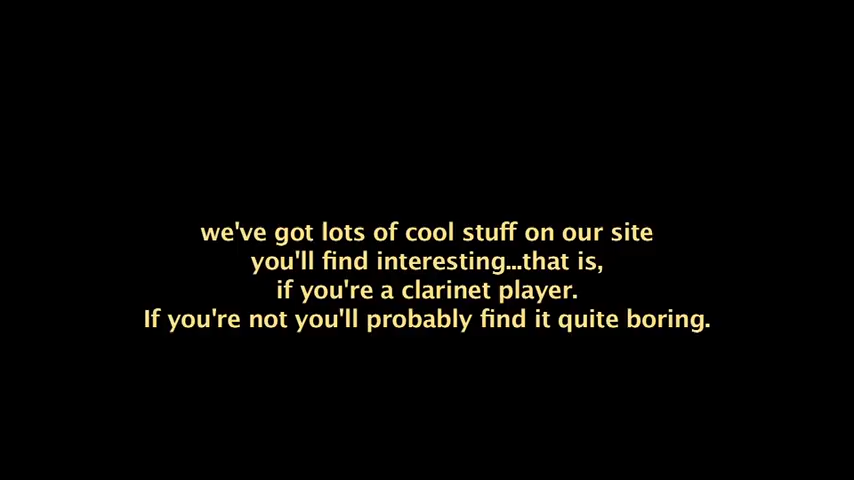 we've got lots of cool stuff on our site
you'll find interesting...that is,
if you're a clarinet player.
If you're not you'll probably find it quite boring.